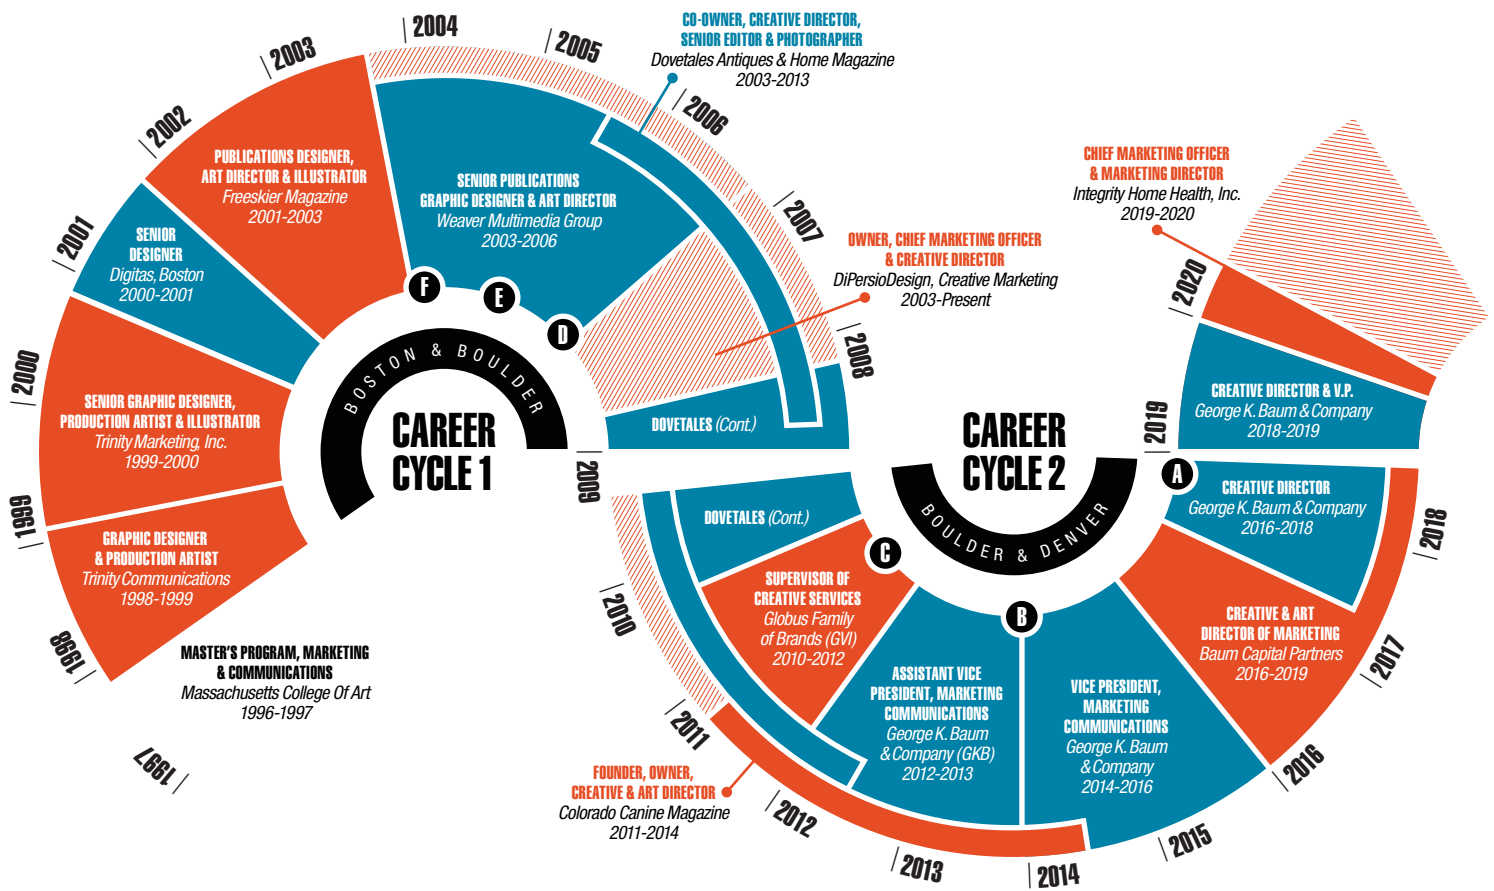 1997
1998
1999
2000
2001
2002
2003
2004
2005
2006
2007
2008
2009
MASTER'S PROGRAM, MARKETING
& COMMUNICATIONS
Massachusetts College Of Art
1996-1997
GRAPHIC DESIGNER
& PRODUCTION ARTIST
Trinity Communications
1998-1999
SENIOR GRAPHIC DESIGNER,
PRODUCTION ARTIST & ILLUSTRATOR
Trinity Marketing, Inc.
1999-2000
SENIOR
DESIGNER
Digitas, Boston
2000-2001
PUBLICATIONS DESIGNER,
ART DIRECTOR & ILLUSTRATOR
Freeskier Magazine
2001-2003
SENIOR PUBLICATIONS
GRAPHIC DESIGNER & ART DIRECTOR
Weaver Multimedia Group
2003-2006
CO-OWNER, CREATIVE DIRECTOR,
SENIOR EDITOR & PHOTOGRAPHER
Dovetales Antiques & Home Magazine
2003-2013
OWNER, CHIEF MARKETING OFFICER
& CREATIVE DIRECTOR
DiPersioDesign, Creative Marketing
2003-Present
DOVETALES (Cont.)
F
E
D
BOSTON & BOULDER
CAREER
CYCLE 1
CAREER
CYCLE 2
BOULDER & DENVER
C
B
A
DOVETALES (Cont.)
SUPERVISOR OF
CREATIVE SERVICES
Globus Family
of Brands (GVI)
2010-2012
ASSISTANT VICE
PRESIDENT, MARKETING
COMMUNICATIONS
George K. Baum
& Company (GKB)
2012-2013
FOUNDER, OWNER,
CREATIVE & ART DIRECTOR
Colorado Canine Magazine
2011-2014
VICE PRESIDENT,
MARKETING
COMMUNICATIONS
George K. Baum
& Company
2014-2016
CREATIVE & ART
DIRECTOR OF MARKETING
Baum Capital Partners
2016-2019
CREATIVE DIRECTOR
George K. Baum & Company
2016-2018
CREATIVE DIRECTOR & V.P.
George K. Baum & Company
2018-2019
CHIEF MARKETING OFFICER
& MARKETING DIRECTOR
Integrity Home Health, Inc.
2019-2020
2010
2011
2012
2013
2014
2015
2016
2017
2018
2019
2020